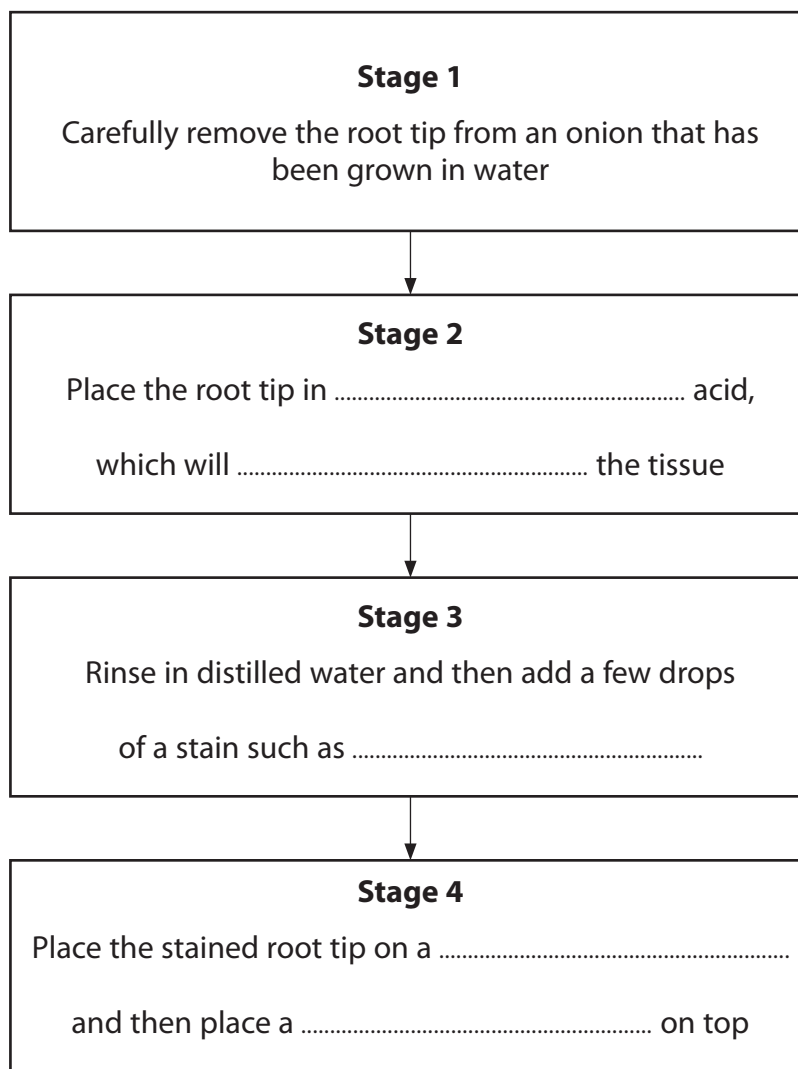 Stage 1
Carefully remove the root tip from an onion that has
been grown in water
Stage 2
Place the root tip in ........................................................ acid,
which will ........................................................ the tissue
Stage 3
Rinse in distilled water and then add a few drops
of a stain such as ........................................................
Stage 4
Place the stained root tip on a ........................................................
and then place a ........................................................ on top